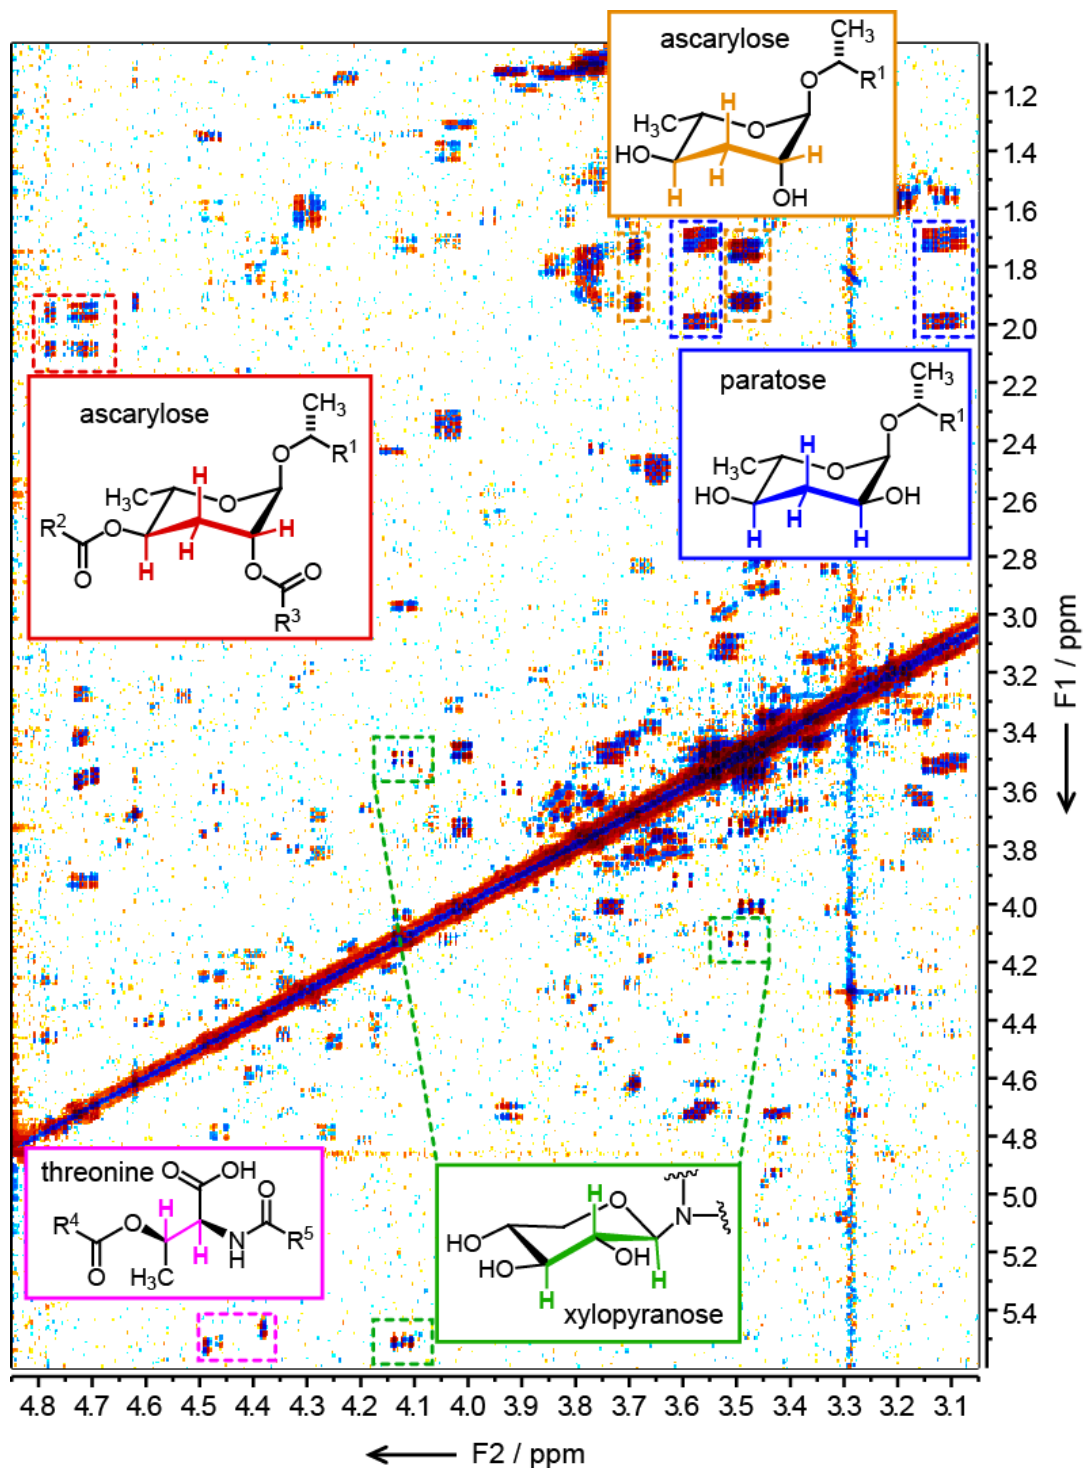 ascarylose
CH₃
O
R¹
H
H₃C
O
HO
H
H
H
OH
1.2
1.4
1.6
1.8
2.0
2.2
2.4
2.6
2.8
3.0
3.2
3.4
3.6
3.8
4.0
4.2
4.4
4.6
4.8
5.0
5.2
5.4
F1 / ppm
ascarylose
CH₃
O
R¹
H
H₃C
O
R²
O
H
H
H
O
O
O
R³
paratose
CH₃
O
R¹
H
H₃C
O
HO
OH
H
H
H
threonine
O
OH
R⁴
O
H
O
O
H₃C
H
N
H
R⁵
H
O
N
HO
HO
OH
H
H
xylopyranose
4.8 4.7 4.6 4.5 4.4 4.3 4.2 4.1 4.0 3.9 3.8 3.7 3.6 3.5 3.4 3.3 3.2 3.1
F2 / ppm